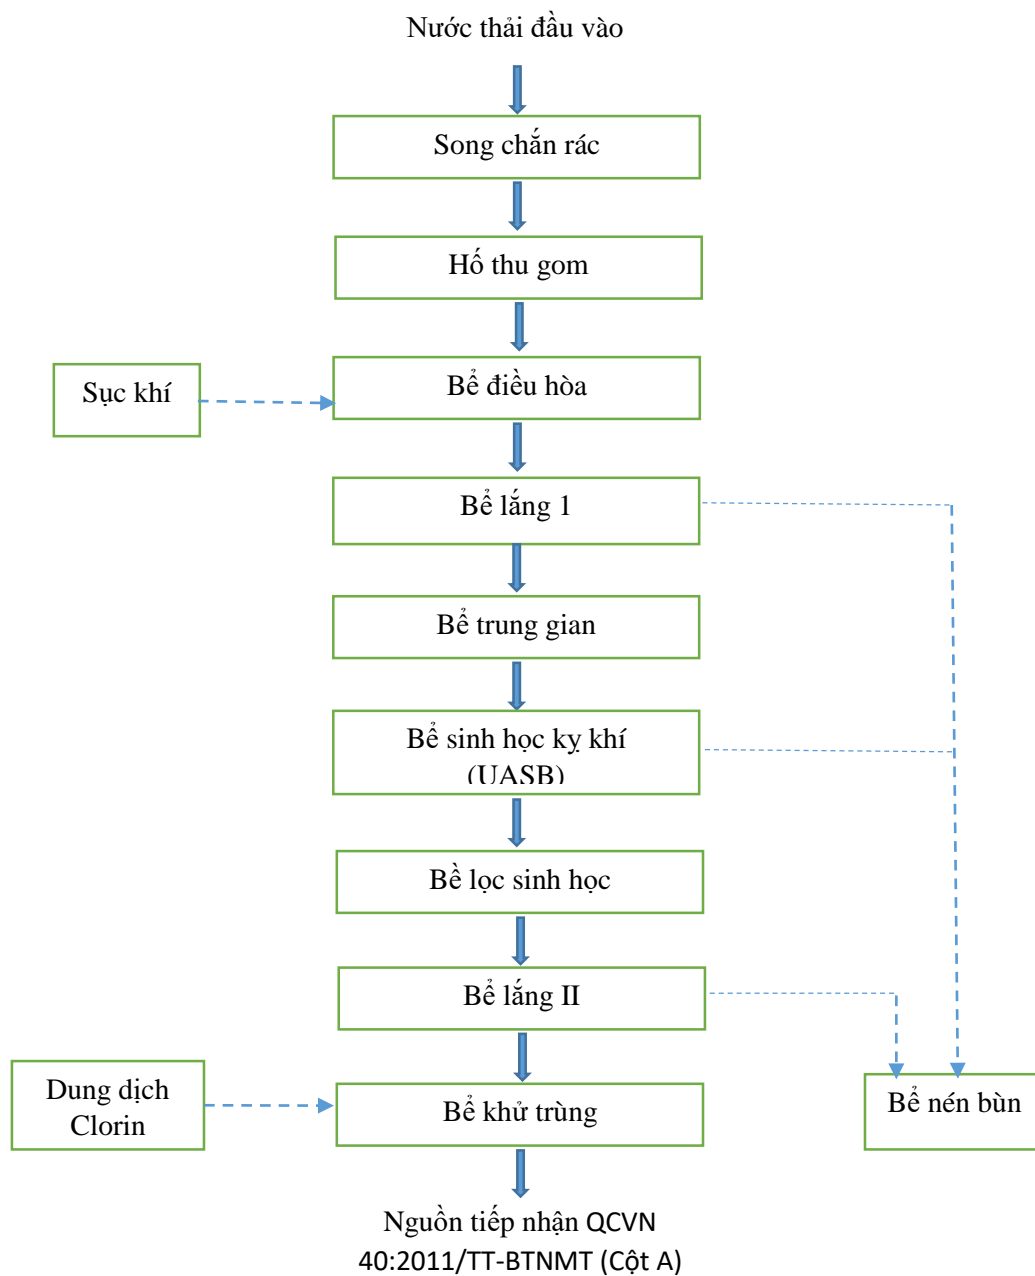 Nước thải đầu vào
Song chắn rác
Hố thu gom
Sục khí
Bể điều hòa
Bể lắng 1
Bể trung gian
Bể sinh học kỵ khí
(UASB)
Bề lọc sinh học
Bể lắng II
Dung dịch
Clorin
Bể khử trùng
Bể nén bùn
Nguồn tiếp nhận QCVN
40:2011/TT-BTNMT (Cột A)